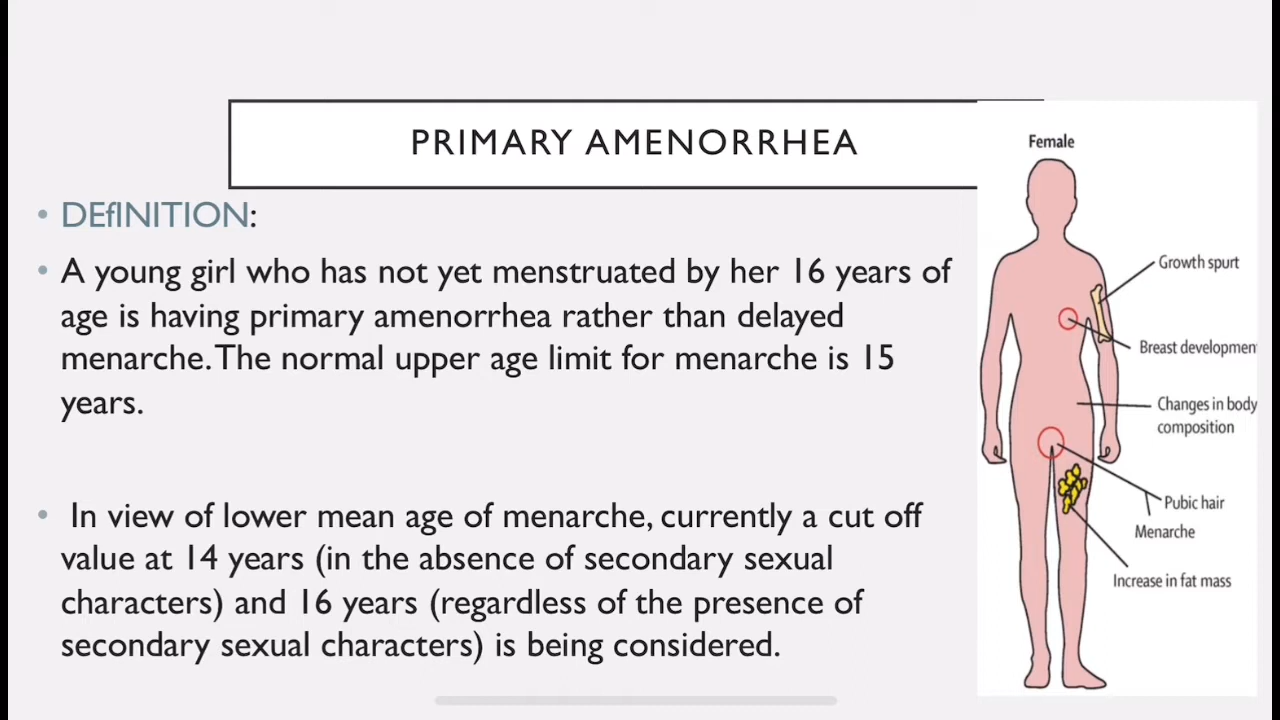 PRIMARY AMENORRHEA
• DEfINITION:
• A young girl who has not yet menstruated by her 16 years of
age is having primary amenorrhea rather than delayed
menarche. The normal upper age limit for menarche is 15
years.
• In view of lower mean age of menarche, currently a cut off
value at 14 years (in the absence of secondary sexual
characters) and 16 years (regardless of the presence of
secondary sexual characters) is being considered.
Female
Growth spurt
Breast developmen
Changes in body
composition
Pubic hair
Menarche
Increase in fat mass